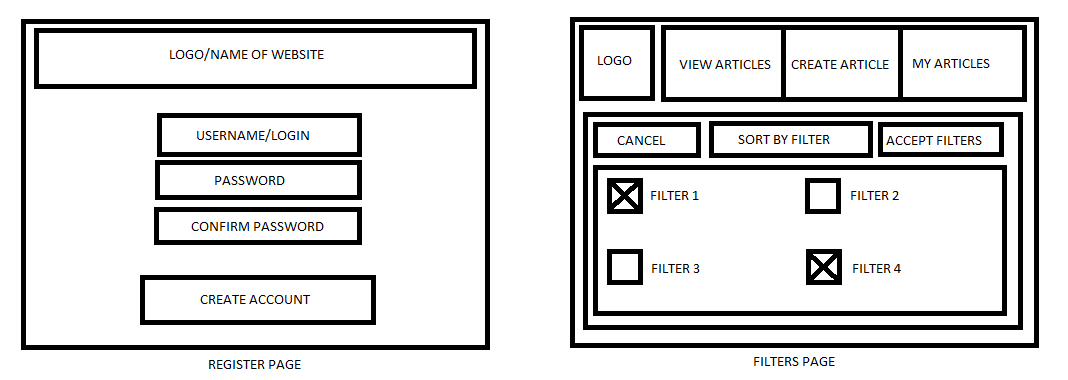 LOGO/NAME OF WEBSITE
USERNAME/LOGIN
PASSWORD
CONFIRM PASSWORD
CREATE ACCOUNT
REGISTER PAGE
LOGO
VIEW ARTICLES
CREATE ARTICLE
MY ARTICLES
CANCEL
SORT BY FILTER
ACCEPT FILTERS
FILTER 1
FILTER 2
FILTER 3
FILTER 4
FILTERS PAGE